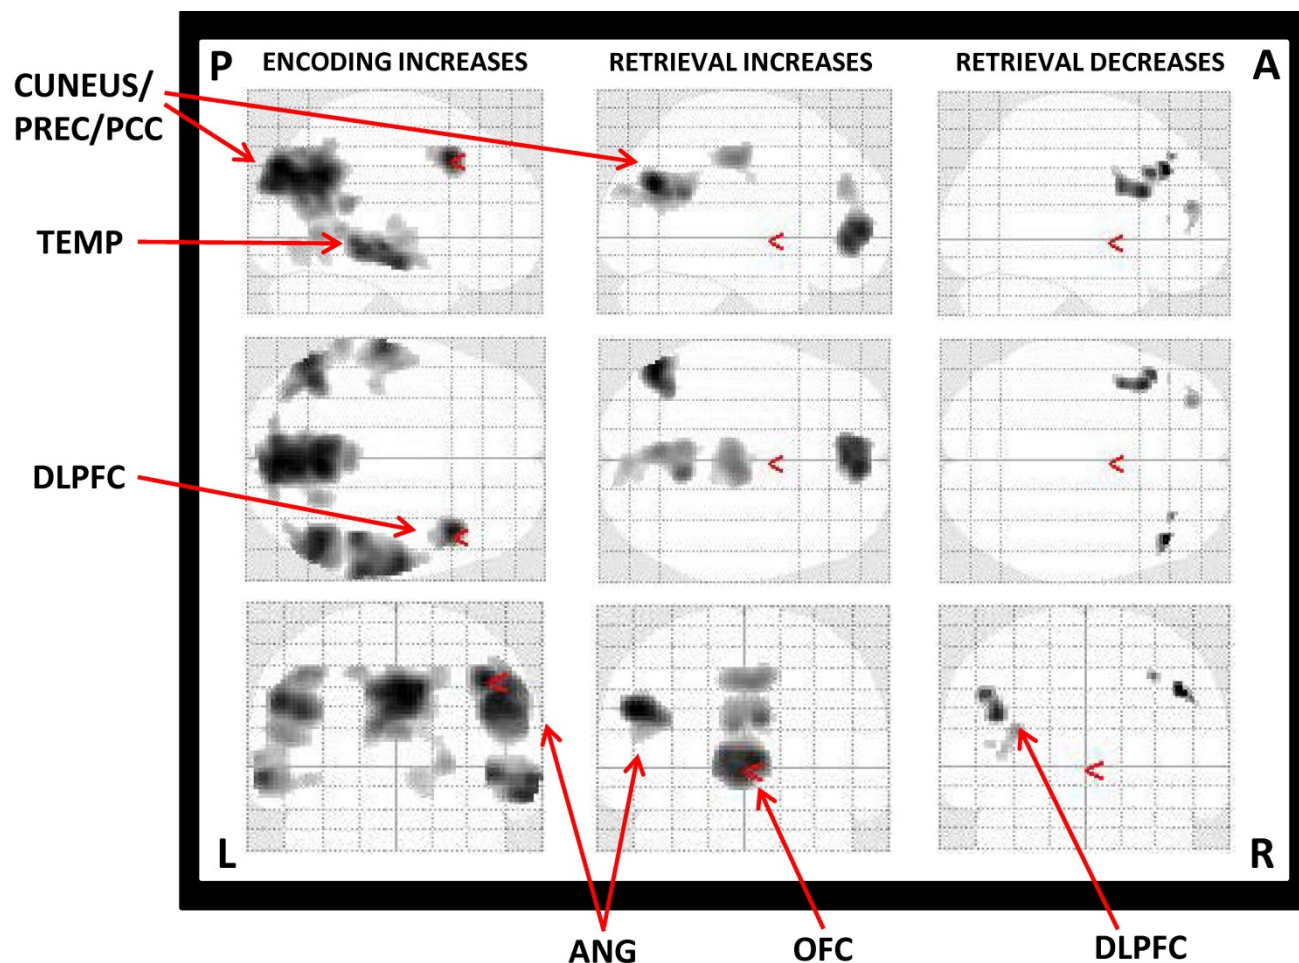 P
ENCODING INCREASES
RETRIEVAL INCREASES
RETRIEVAL DECREASES
A
CUNEUS/
PREC/PCC
TEMP
DLPFC
L
R
ANG
OFC
DLPFC